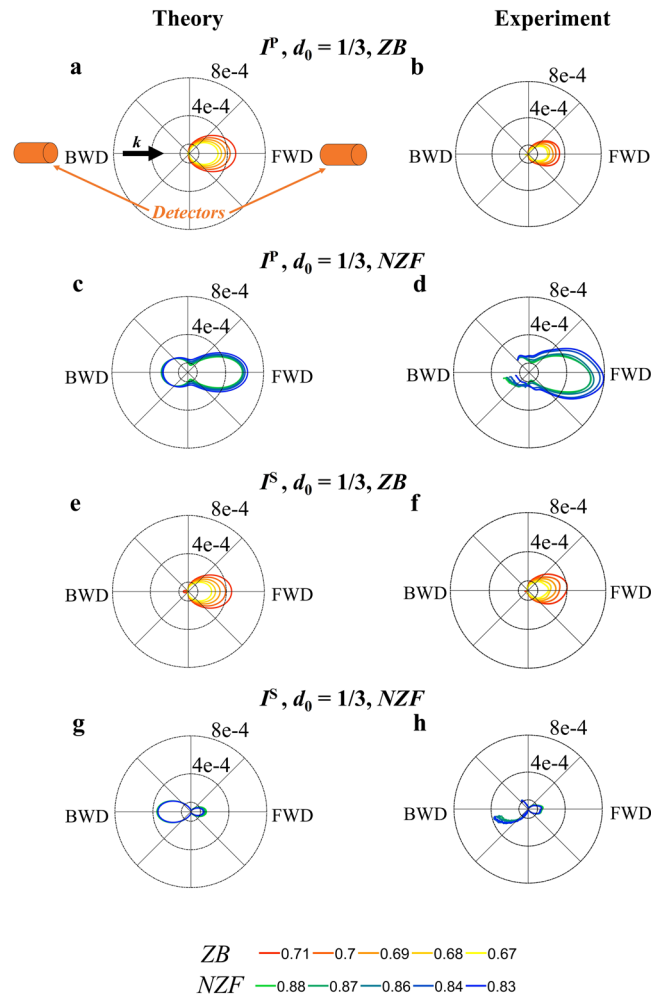 Theory Experiment
Iᴾ, d₀ = 1/3, ZB
a b
8e-4 8e-4
4e-4 4e-4
k
BWD FWD BWD FWD
Detectors
Iᴾ, d₀ = 1/3, NZF
c d
8e-4 8e-4
4e-4 4e-4
BWD FWD BWD FWD
Iˢ, d₀ = 1/3, ZB
e f
8e-4 8e-4
4e-4 4e-4
BWD FWD BWD FWD
Iˢ, d₀ = 1/3, NZF
g h
8e-4 8e-4
4e-4 4e-4
BWD FWD BWD FWD
ZB 0.71 0.7 0.69 0.68 0.67
NZF 0.88 0.87 0.86 0.84 0.83